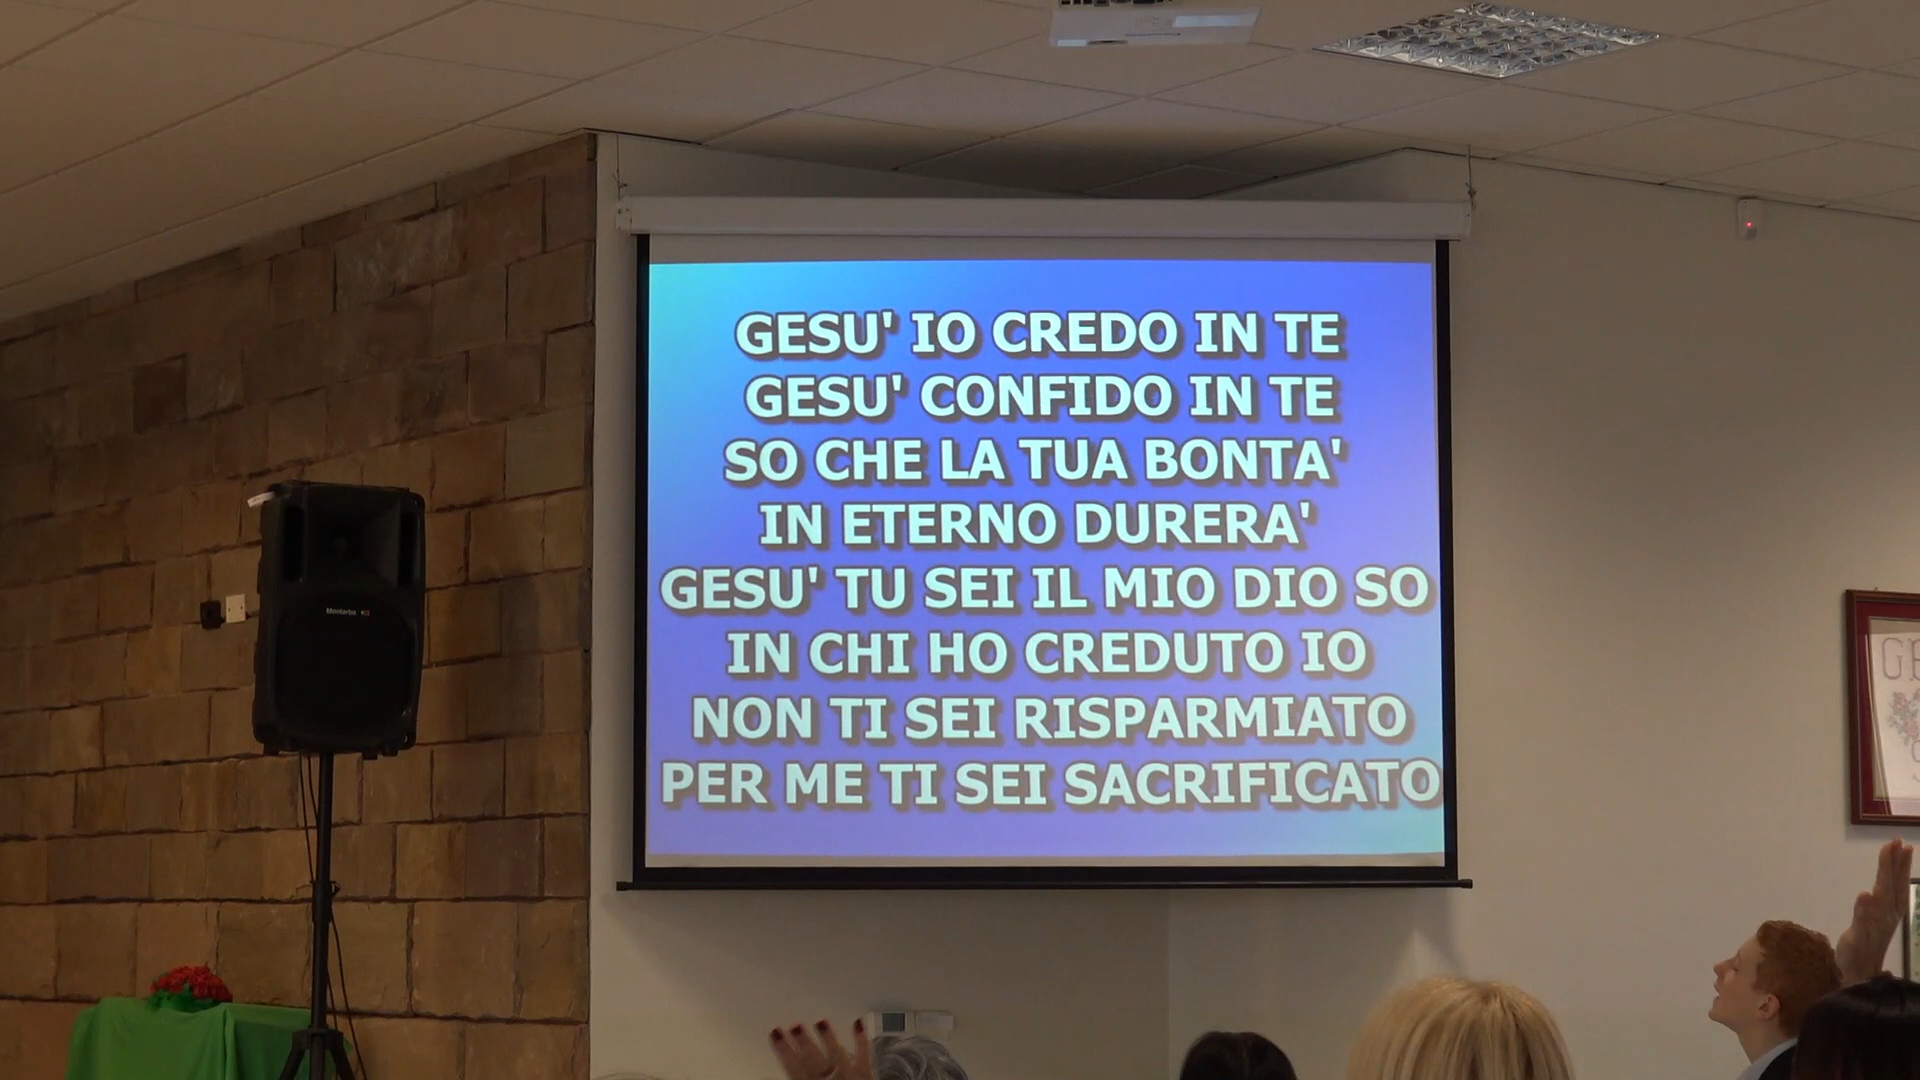 GESU' IO CREDO IN TE
GESU' CONFIDO IN TE
SO CHE LA TUA BONTA'
IN ETERNO DURERA'
GESU' TU SEI IL MIO DIO SO
IN CHI HO CREDUTO IO
NON TI SEI RISPARMIATO
PER ME TI SEI SACRIFICATO
Montarbo